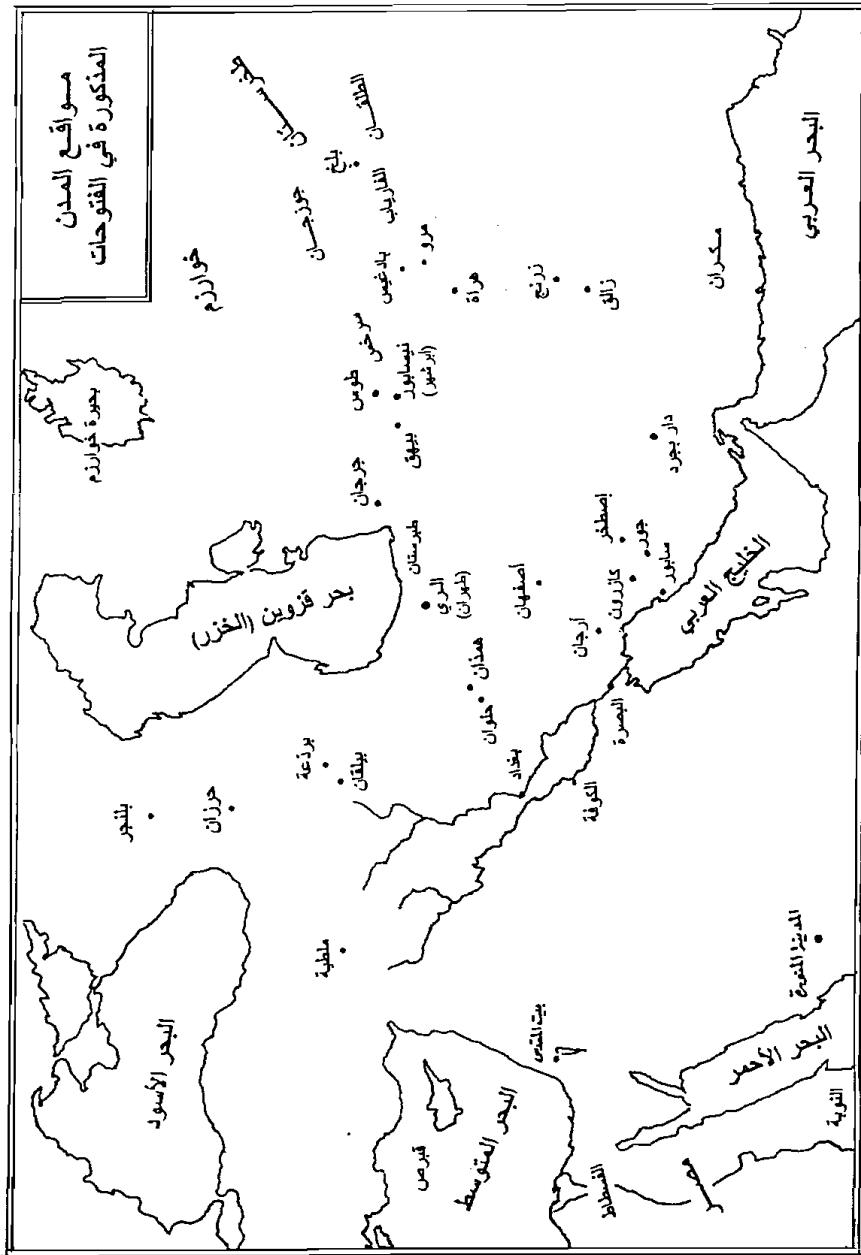 مواقع المدن
المذكورة في الفتوحات
بحيرة خوارزم
خوارزم
جوزجان
بلخ
الطلقان
الفارياب
باذغيس
مرو
سرخس
طوس
نيسابور
(أبرشهر)
بيهق
هراة
زرنج
زالق
مكران
البحر العربي
جرجان
طبرستان
بحر قزوين (الخزر)
الري
(طهران)
أصفهان
إصطخر
جور
دار بجرد
كازرون
سابور
أرجان
الخليج العربي
همذان
حلوان
بغداد
البصرة
الكوفة
برذعة
بيلقان
بلنجر
حرزان
ملطية
البحر الأسود
قبرص
البحر المتوسط
بيت المقدس
الفسطاط
مصر
المدينة المنورة
البحر الأحمر
النوبة